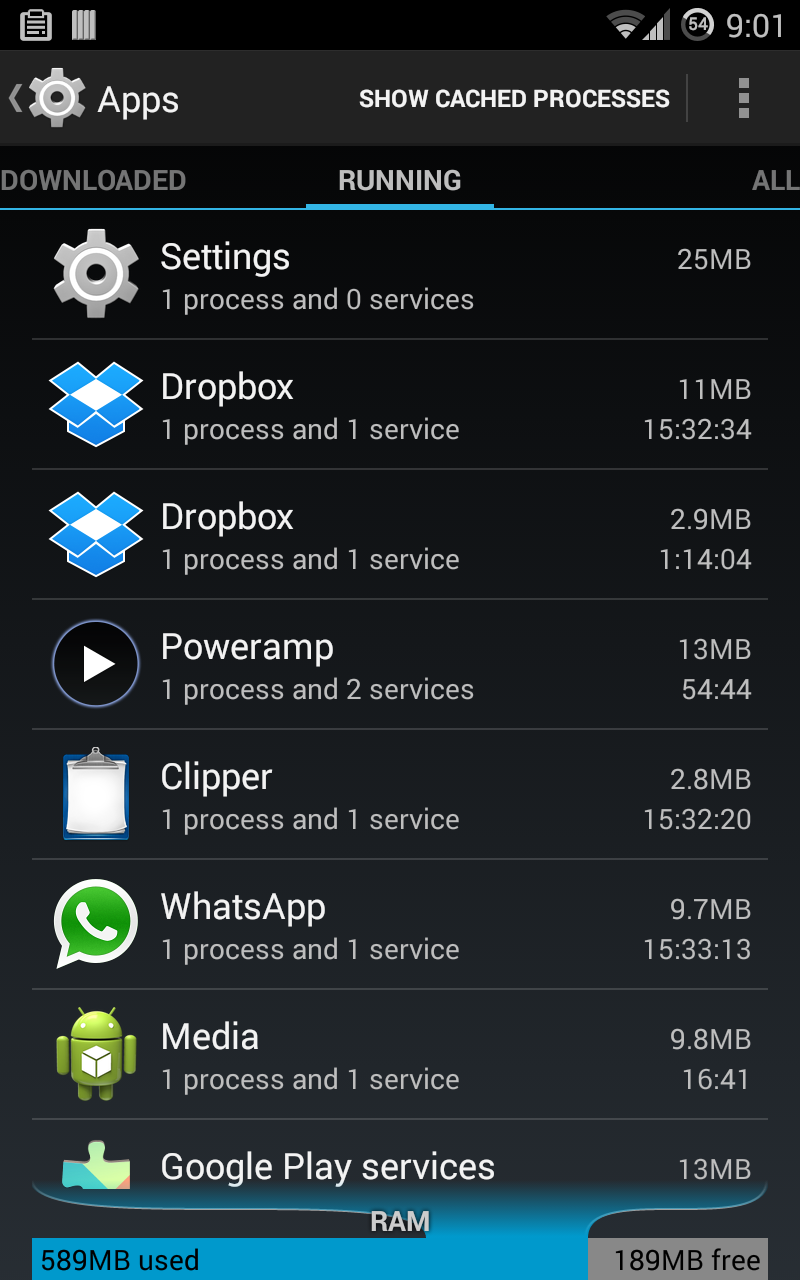 54 9:01
Apps SHOW CACHED PROCESSES
DOWNLOADED RUNNING ALL
Settings 25MB
1 process and 0 services
Dropbox 11MB
1 process and 1 service 15:32:34
Dropbox 2.9MB
1 process and 1 service 1:14:04
Poweramp 13MB
1 process and 2 services 54:44
Clipper 2.8MB
1 process and 1 service 15:32:20
WhatsApp 9.7MB
1 process and 1 service 15:33:13
Media 9.8MB
1 process and 1 service 16:41
Google Play services 13MB
RAM
589MB used 189MB free